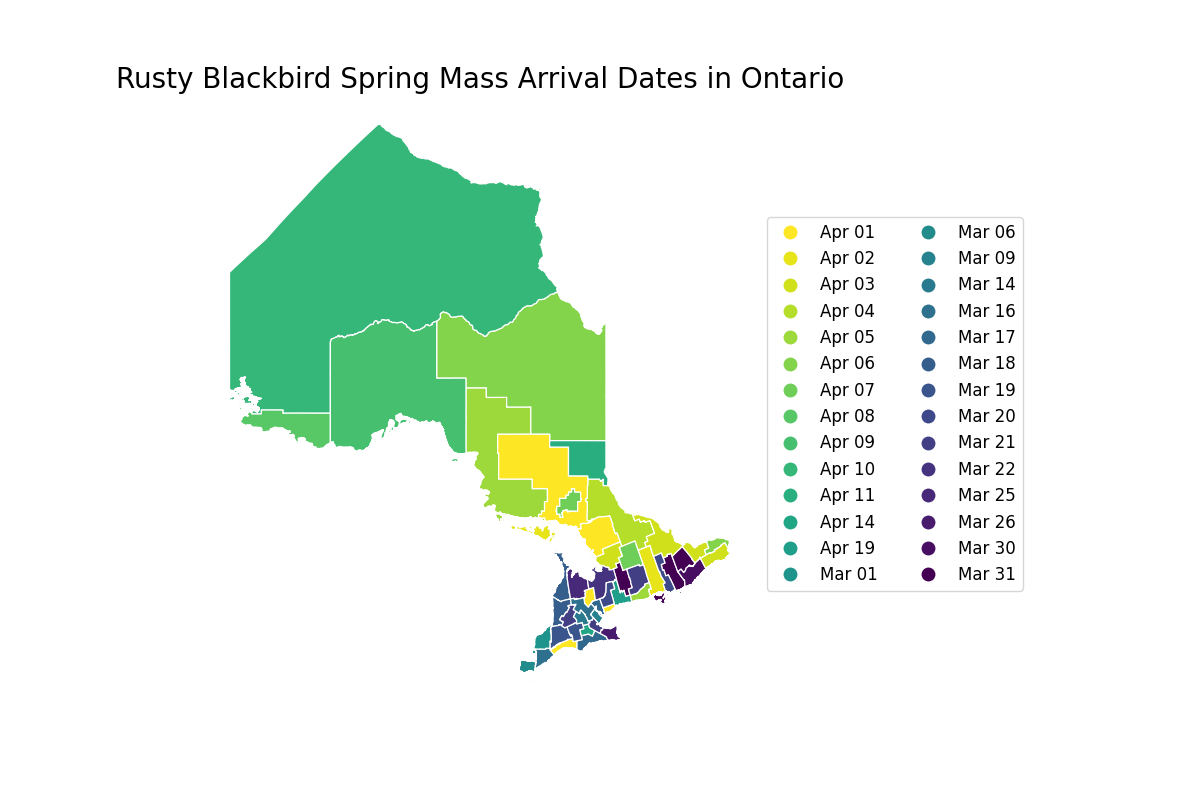 Rusty Blackbird Spring Mass Arrival Dates in Ontario
Apr 01
Apr 02
Apr 03
Apr 04
Apr 05
Apr 06
Apr 07
Apr 08
Apr 09
Apr 10
Apr 11
Apr 14
Apr 19
Mar 01
Mar 06
Mar 09
Mar 14
Mar 16
Mar 17
Mar 18
Mar 19
Mar 20
Mar 21
Mar 22
Mar 25
Mar 26
Mar 30
Mar 31